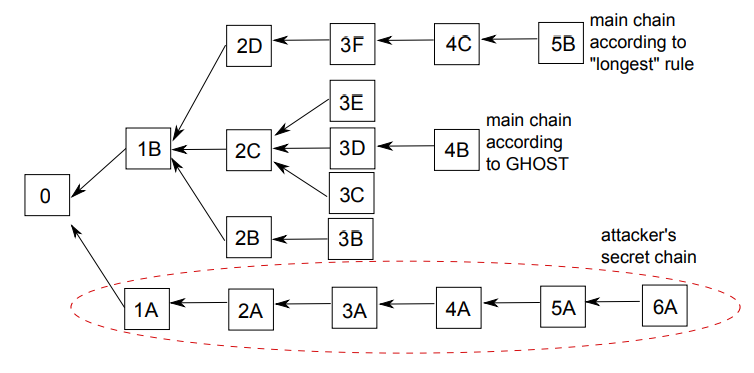 2D
3F
4C
5B
main chain
according to
"longest" rule
3E
1B
2C
3D
4B
main chain
according
to GHOST
0
3C
2B
3B
attacker's
secret chain
1A
2A
3A
4A
5A
6A